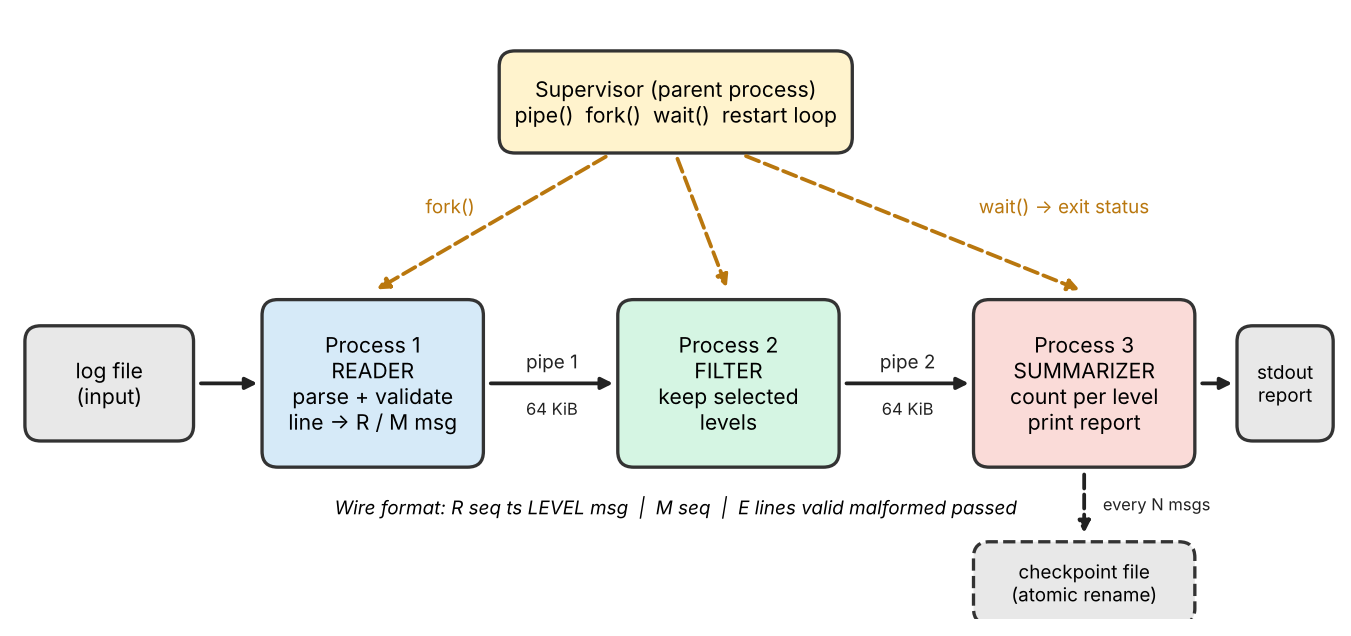 Supervisor (parent process)
pipe() fork() wait() restart loop
fork()
wait() → exit status
log file
(input)
Process 1
READER
parse + validate
line → R / M msg
pipe 1
64 KiB
Process 2
FILTER
keep selected
levels
pipe 2
64 KiB
Process 3
SUMMARIZER
count per level
print report
stdout
report
Wire format: R seq ts LEVEL msg | M seq | E lines valid malformed passed
every N msgs
checkpoint file
(atomic rename)